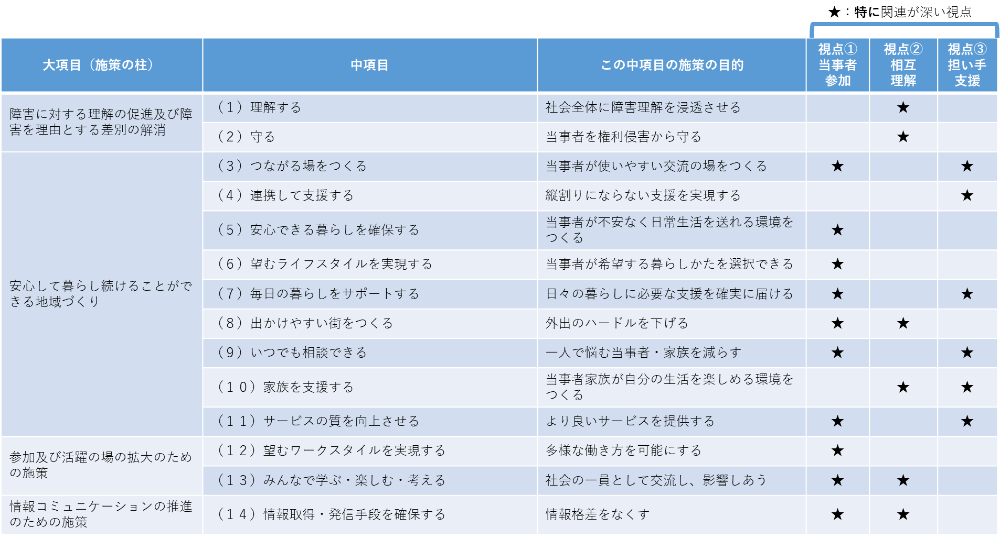 ★：特に関連が深い視点
大項目（施策の柱）
中項目
この中項目の施策の目的
視点①
当事者
参加
視点②
相互
理解
視点③
担い手
支援
障害に対する理解の促進及び障
害を理由とする差別の解消
（１）理解する
社会全体に障害理解を浸透させる
★
（２）守る
当事者を権利侵害から守る
★
安心して暮らし続けることがで
きる地域づくり
（３）つながる場をつくる
当事者が使いやすい交流の場をつくる
★ ★
（４）連携して支援する
縦割りにならない支援を実現する
★
（５）安心できる暮らしを確保する
当事者が不安なく日常生活を送れる環境を
つくる
★
（６）望むライフスタイルを実現する
当事者が希望する暮らしかたを選択できる
★
（７）毎日の暮らしをサポートする
日々の暮らしに必要な支援を確実に届ける
★ ★
（８）出かけやすい街をつくる
外出のハードルを下げる
★ ★
（９）いつでも相談できる
一人で悩む当事者・家族を減らす
★ ★
（１０）家族を支援する
当事者家族が自分の生活を楽しめる環境を
つくる
★ ★
（１１）サービスの質を向上させる
より良いサービスを提供する
★ ★
参加及び活躍の場の拡大のため
の施策
（１２）望むワークスタイルを実現する
多様な働き方を可能にする
★
（１３）みんなで学ぶ・楽しむ・考える
社会の一員として交流し、影響しあう
★ ★
情報コミュニケーションの推進
のための施策
（１４）情報取得・発信手段を確保する
情報格差をなくす
★ ★